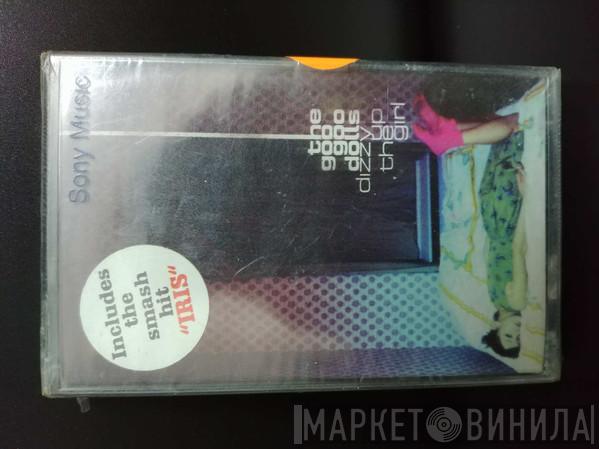 Sony Music
the
goo
goo
dolls
dizzy
up
the
girl
Includes
the
smash
hit
"IRIS"
МАРКЕТ ВИНИЛА